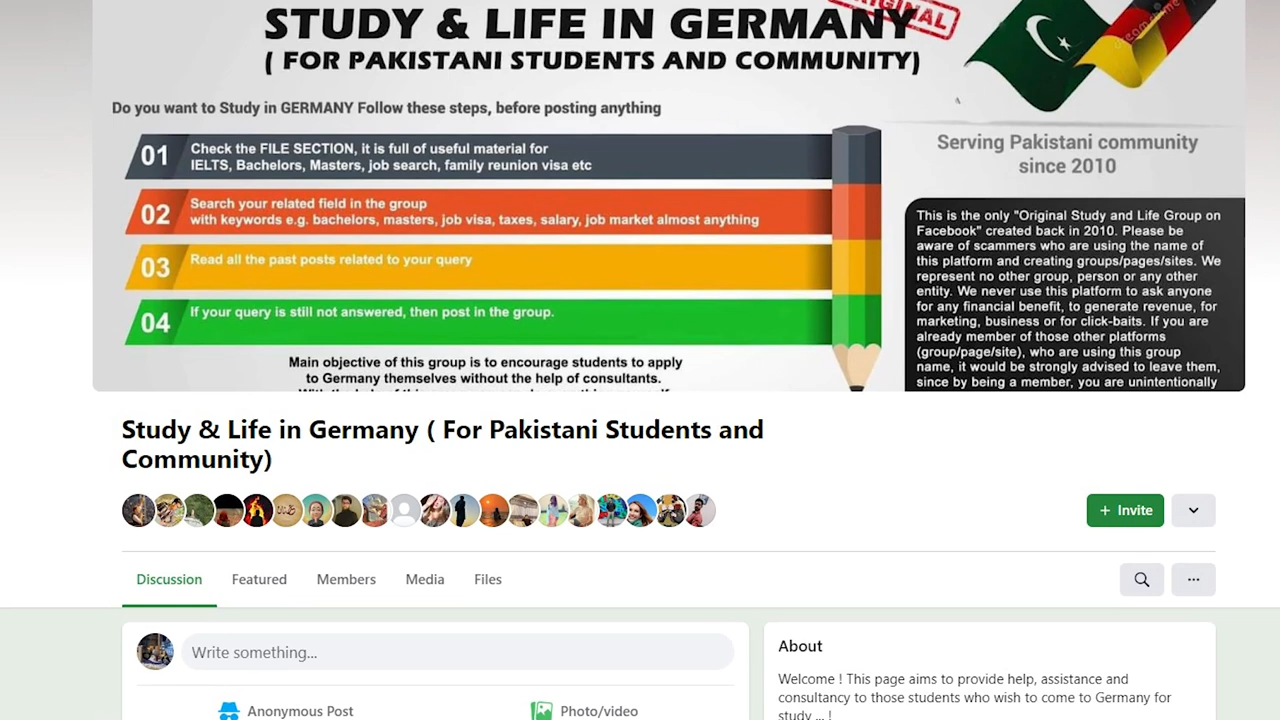 STUDY & LIFE IN GERMANY
ORIGINAL
( FOR PAKISTANI STUDENTS AND COMMUNITY)
Do you want to Study in GERMANY Follow these steps, before posting anything
01
Check the FILE SECTION, it is full of useful material for
IELTS, Bachelors, Masters, job search, family reunion visa etc
02
Search your related field in the group
with keywords e.g. bachelors, masters, job visa, taxes, salary, job market almost anything
03
Read all the past posts related to your query
04
If your query is still not answered, then post in the group.
Main objective of this group is to encourage students to apply
to Germany themselves without the help of consultants.
dreamstime
Serving Pakistani community
since 2010
This is the only "Original Study and Life Group on
Facebook" created back in 2010. Please be
aware of scammers who are using the name of
this platform and creating groups/pages/sites. We
represent no other group, person or any other
entity. We never use this platform to ask anyone
for any financial benefit, to generate revenue, for
marketing, business or for click-baits. If you are
already member of those other platforms
(group/page/site), who are using this group
name, it would be strongly advised to leave them,
since by being a member, you are unintentionally
Study & Life in Germany ( For Pakistani Students and
Community)
+ Invite
Discussion
Featured
Members
Media
Files
Write something...
Anonymous Post
Photo/video
About
Welcome ! This page aims to provide help, assistance and
consultancy to those students who wish to come to Germany for
study ... !